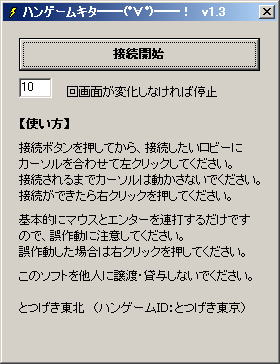 ハンゲームキタ━━(ﾟ∀ﾟ)━━! v1.3
接続開始
10 回画面が変化しなければ停止
【使い方】
接続ボタンを押してから、接続したいロビーに
カーソルを合わせて左クリックしてください。
接続されるまでカーソルは動かさないでください。
接続ができたら右クリックしてください。
基本的にマウスとエンターを連打するだけです
ので、誤作動に注意してください。
誤作動した場合は右クリックを押してください。
このソフトを他人に譲渡・貸与しないでください。
とつげき東北 (ハンゲームID:とつげき東京)